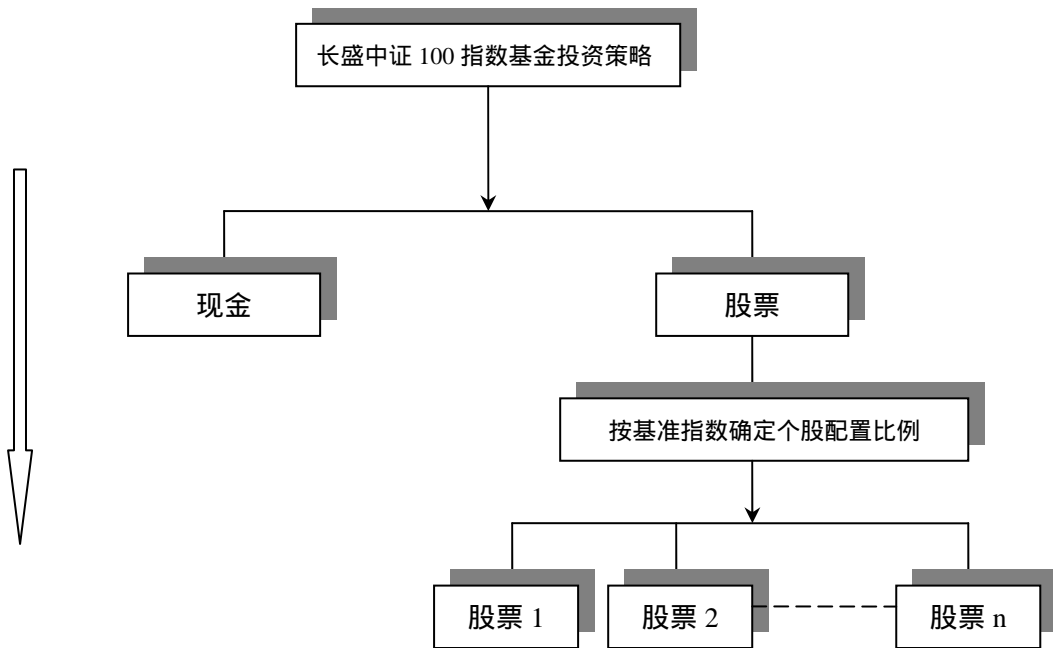 长盛中证 100 指数基金投资策略
现金
股票
按基准指数确定个股配置比例
股票 1
股票 2
股票 n